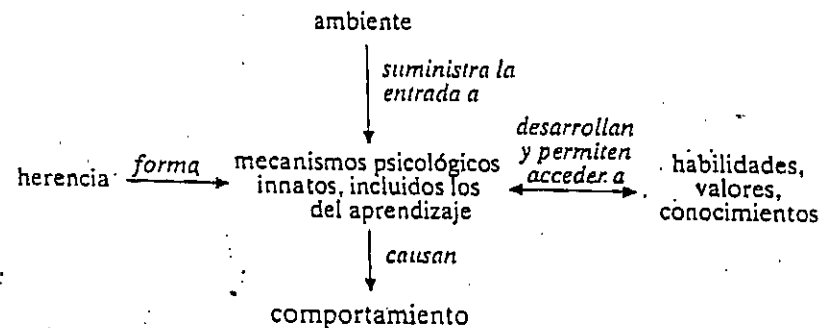 ambiente
suministra la
entrada a
desarrollan
y permiten
acceder a
herencia
forma
mecanismos psicológicos
innatos, incluidos los
del aprendizaje
habilidades,
valores,
conocimientos
causan
comportamiento